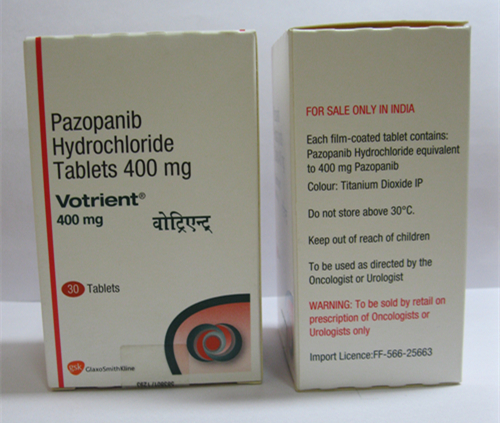 Pazopanib
Hydrochloride
Tablets 400 mg
Votrient®
400 mg
वोट्रिएन्ट्
30 Tablets
gsk GlaxoSmithKline
FOR SALE ONLY IN INDIA
Each film-coated tablet contains:
Pazopanib Hydrochloride equivalent
to 400 mg Pazopanib
Colour: Titanium Dioxide IP
Do not store above 30°C.
Keep out of reach of children
To be used as directed by the
Oncologist or Urologist
WARNING: To be sold by retail on
prescription of Oncologists or
Urologists only
Import Licence:FF-566-25663